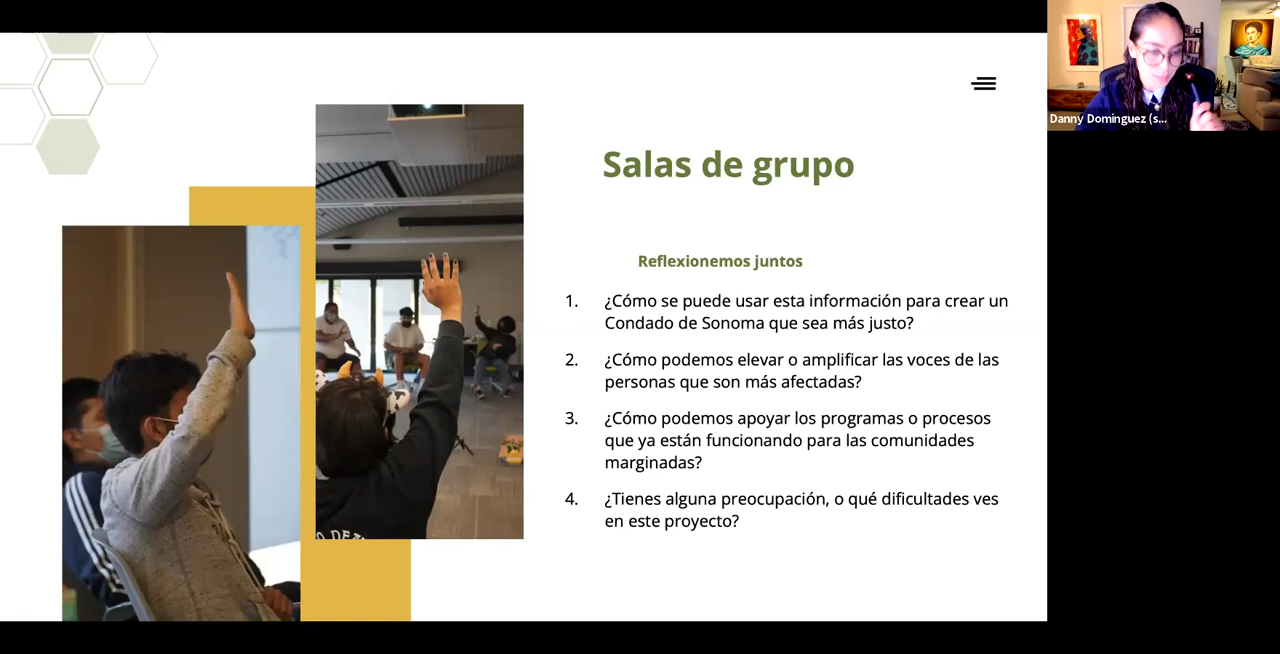 Salas de grupo
Reflexionemos juntos
1. ¿Cómo se puede usar esta información para crear un
Condado de Sonoma que sea más justo?
2. ¿Cómo podemos elevar o amplificar las voces de las
personas que son más afectadas?
3. ¿Cómo podemos apoyar los programas o procesos
que ya están funcionando para las comunidades
marginadas?
4. ¿Tienes alguna preocupación, o qué dificultades ves
en este proyecto?
Danny Dominguez (s...